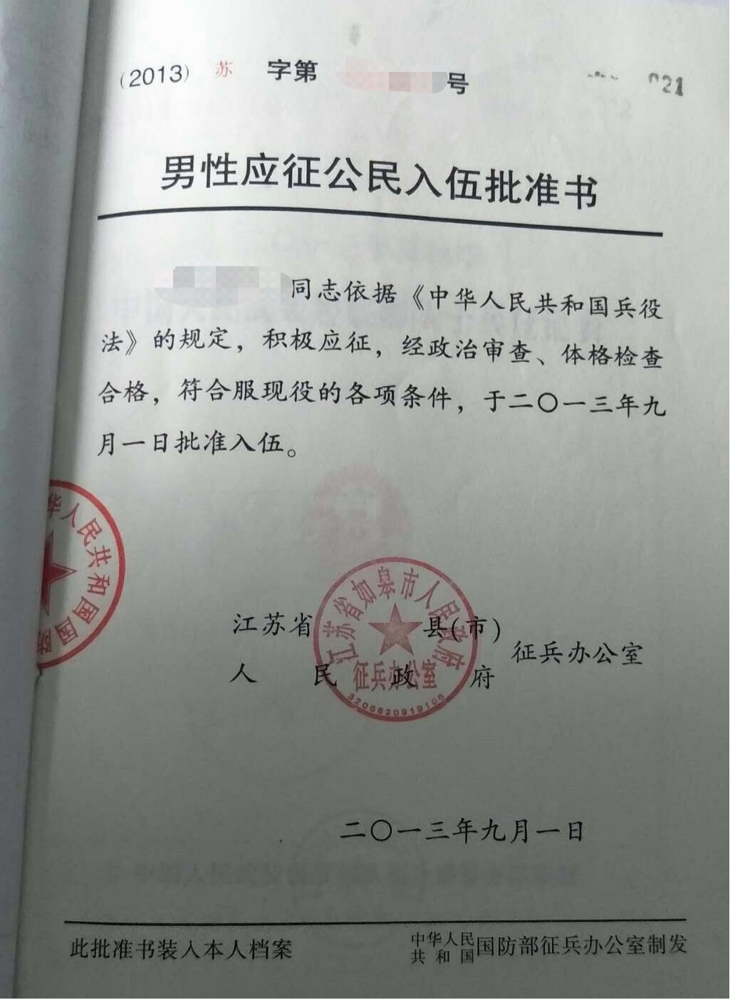 (2013) 苏 字第 号 021
男性应征公民入伍批准书
同志依据《中华人民共和国兵役
法》的规定，积极应征，经政治审查、体格检查
合格，符合服现役的各项条件，于二〇一三年九
月一日批准入伍。
华人民共和国国防
江苏省如皋市人民政府
征兵办公室
3206820919105
江苏省 县(市)
人民政府 征兵办公室
二〇一三年九月一日
此批准书装入本人档案 中华人民共和国国防部征兵办公室制发